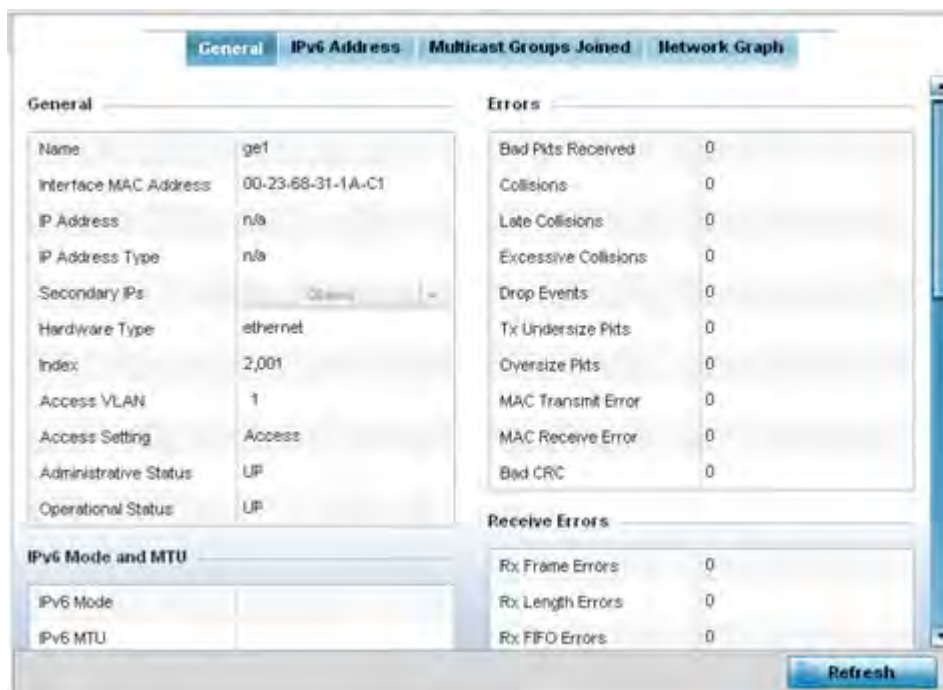 General IPv6 Address Multicast Groups Joined Network Graph
General
Name ge1
Interface MAC Address 00-23-68-31-1A-C1
IP Address n/a
IP Address Type n/a
Secondary IPs
Hardware Type ethernet
Index 2,001
Access VLAN 1
Access Setting Access
Administrative Status UP
Operational Status UP
IPv6 Mode and MTU
IPv6 Mode
IPv6 MTU
Errors
Bad Pkts Received 0
Collisions 0
Late Collisions 0
Excessive Collisions 0
Drop Events 0
Tx Undersize Pkts 0
Oversize Pkts 0
MAC Transmit Error 0
MAC Receive Error 0
Bad CRC 0
Receive Errors
Rx Frame Errors 0
Rx Length Errors 0
Rx FIFO Errors 0
Refresh